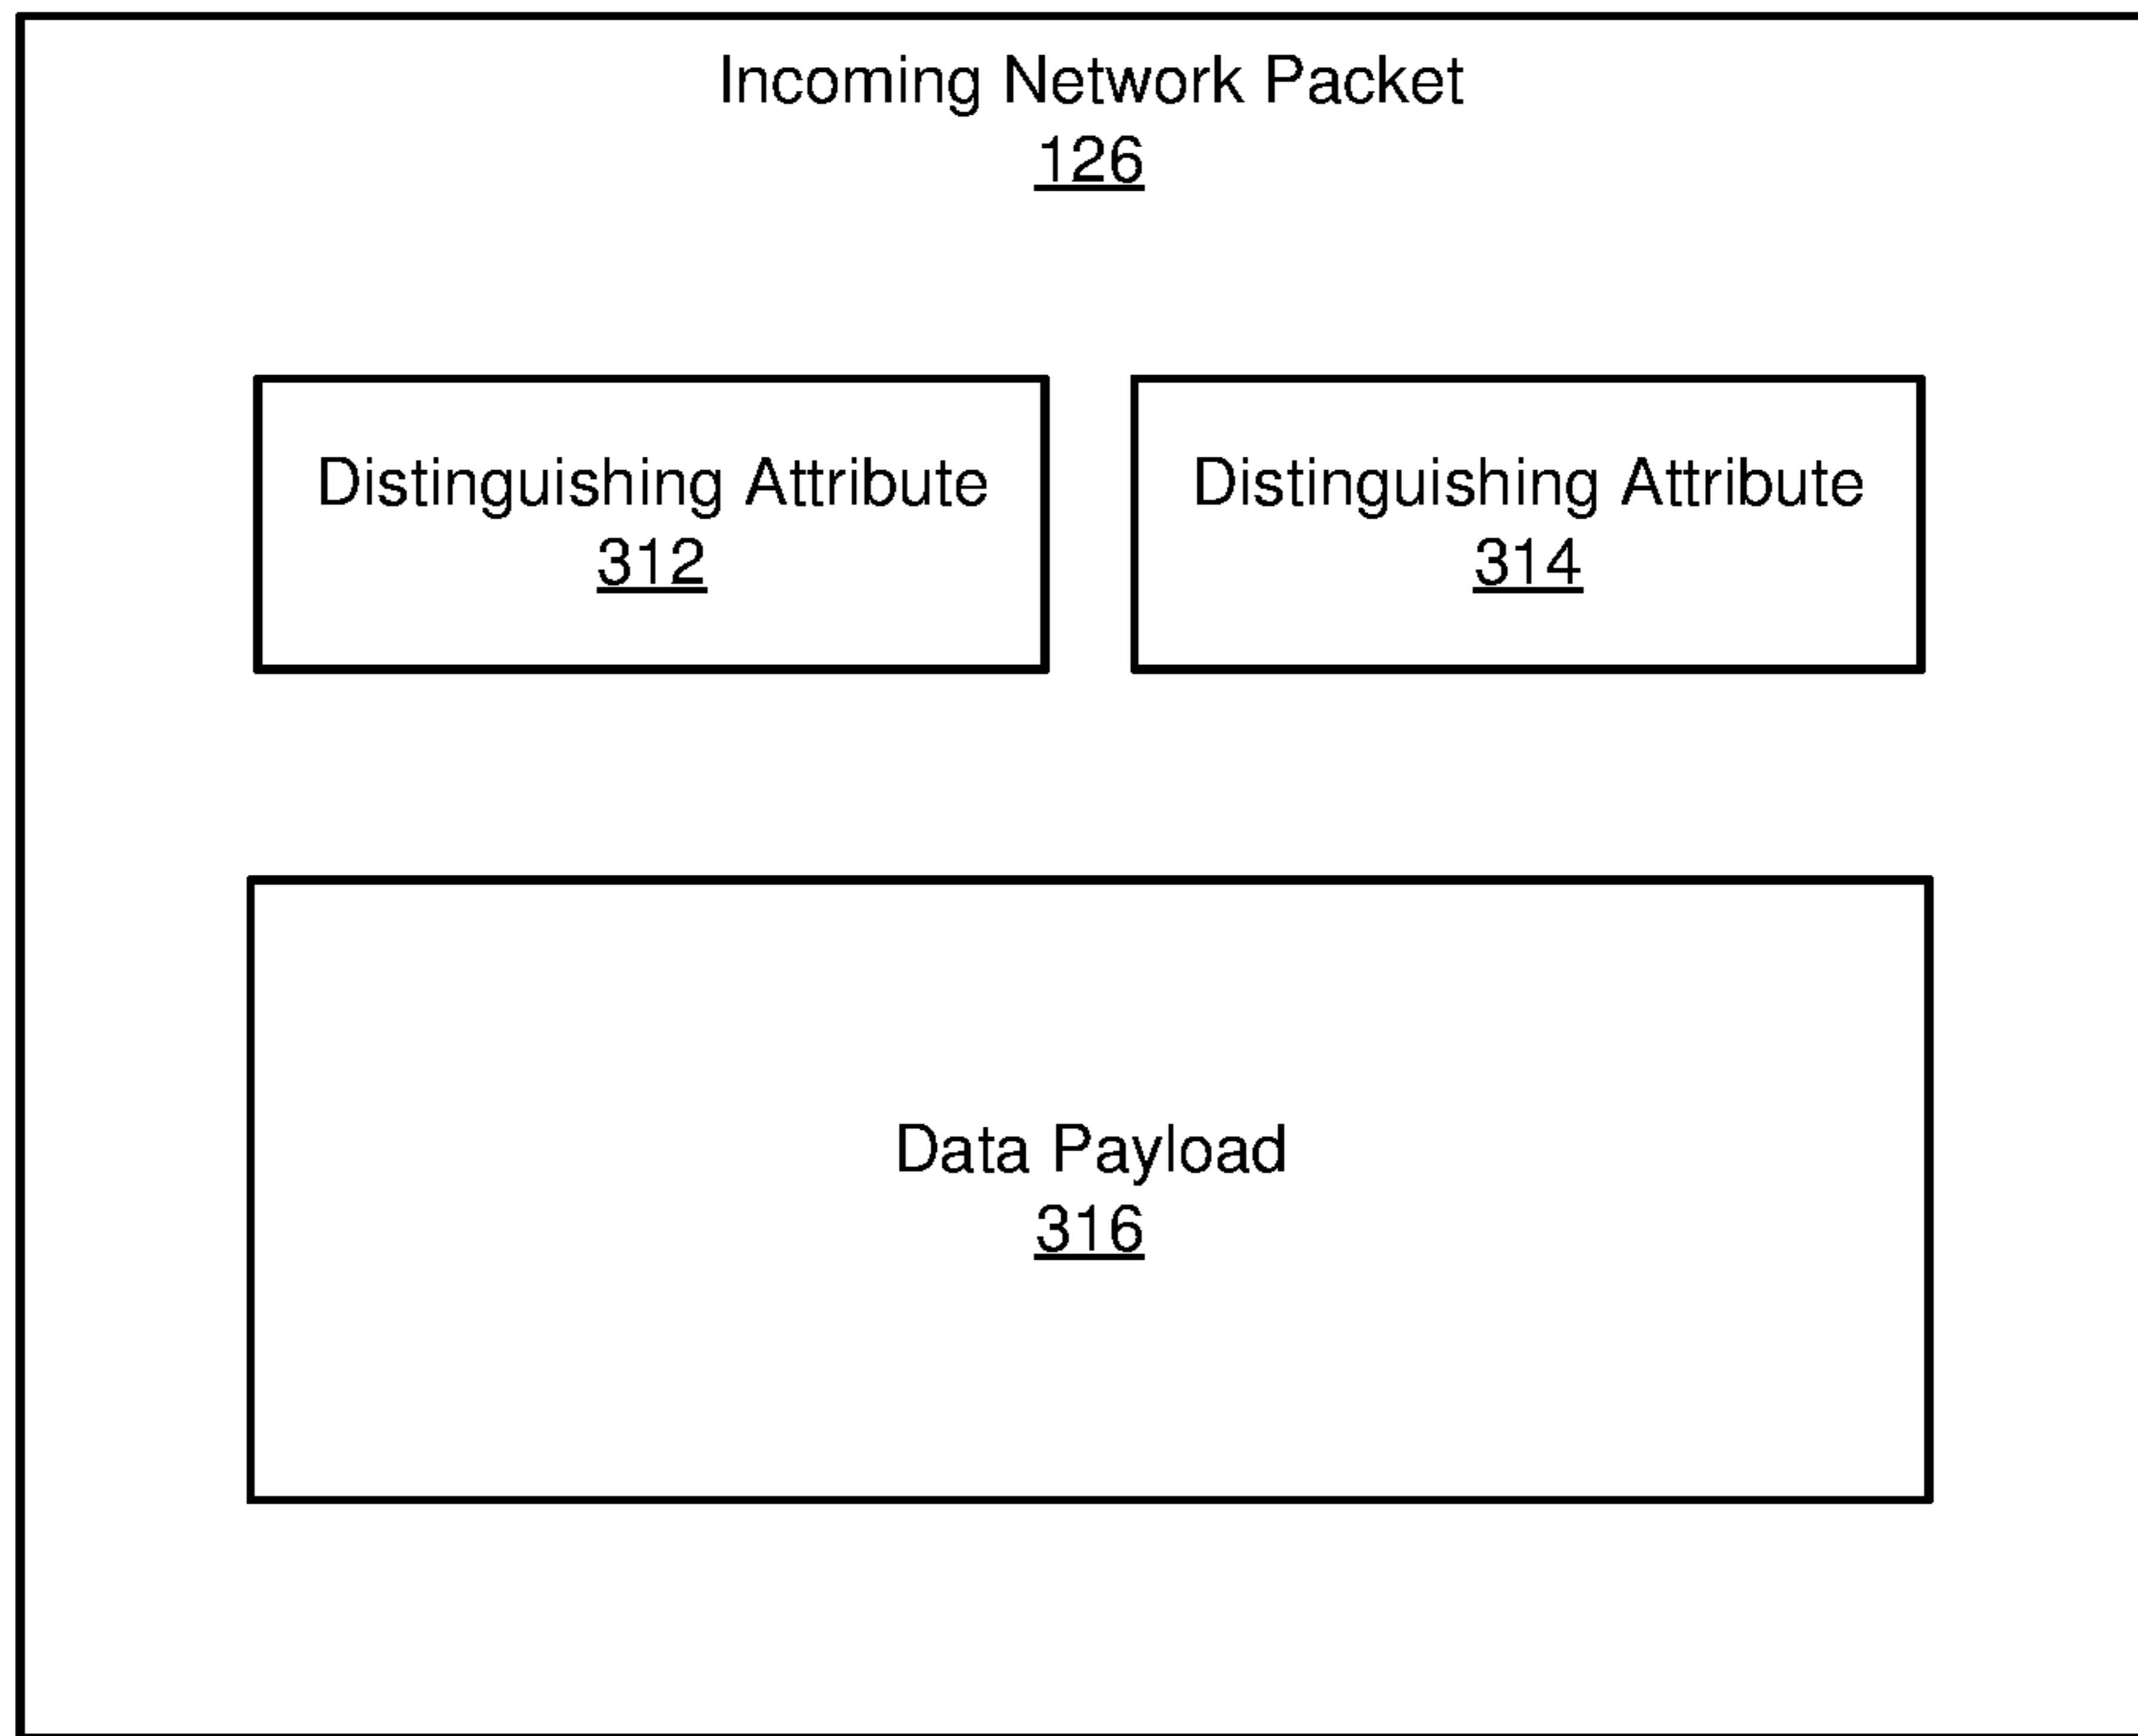 Incoming Network Packet
126
Distinguishing Attribute
312
Distinguishing Attribute
314
Data Payload
316